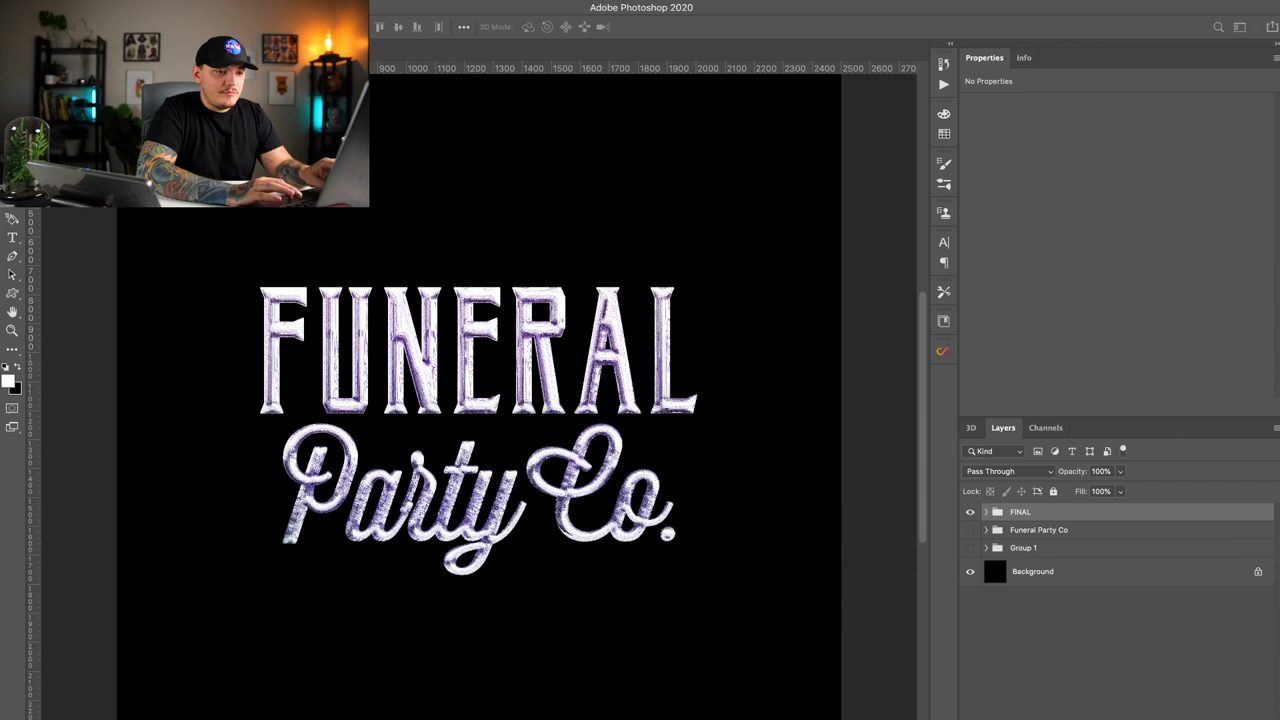 Adobe Photoshop 2020
3D Mode:
900 1000 1100 1200 1300 1400 1500 1600 1700 1800 1900 2000 2100 2200 2300 2400 2500 2600 270
NASA
Properties Info
No Properties
FUNERAL
Party Co.
3D Layers Channels
Kind
Pass Through Opacity: 100%
Lock: Fill: 100%
FINAL
Funeral Party Co
Group 1
Background